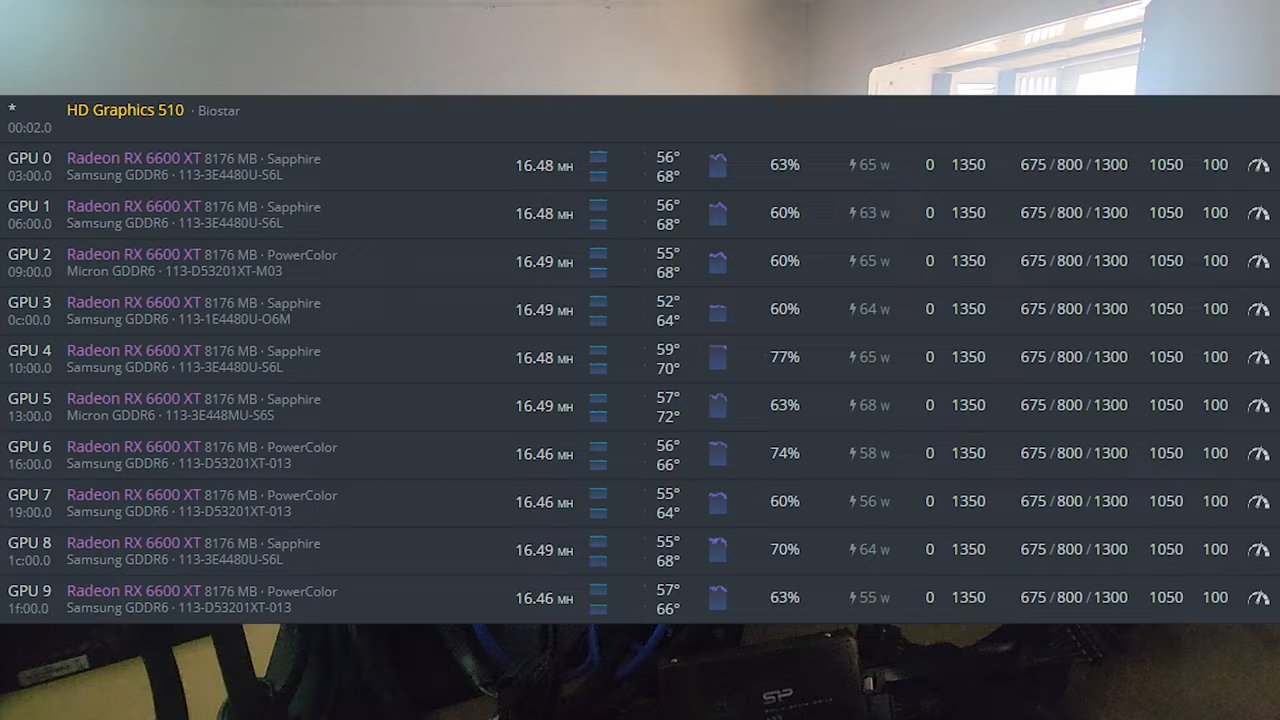 * HD Graphics 510 · Biostar
00:02.0
GPU 0 Radeon RX 6600 XT 8176 MB · Sapphire 16.48 MH 56° 63% 65 W 0 1350 675 / 800 / 1300 1050 100
03:00.0 Samsung GDDR6 · 113-3E4480U-S6L 68°
GPU 1 Radeon RX 6600 XT 8176 MB · Sapphire 16.48 MH 56° 60% 63 W 0 1350 675 / 800 / 1300 1050 100
06:00.0 Samsung GDDR6 · 113-3E4480U-S6L 68°
GPU 2 Radeon RX 6600 XT 8176 MB · PowerColor 16.49 MH 55° 60% 65 W 0 1350 675 / 800 / 1300 1050 100
09:00.0 Micron GDDR6 · 113-D53201XT-M03 68°
GPU 3 Radeon RX 6600 XT 8176 MB · Sapphire 16.49 MH 52° 60% 64 W 0 1350 675 / 800 / 1300 1050 100
0c:00.0 Samsung GDDR6 · 113-1E4480U-O6M 64°
GPU 4 Radeon RX 6600 XT 8176 MB · Sapphire 16.48 MH 59° 77% 65 W 0 1350 675 / 800 / 1300 1050 100
10:00.0 Samsung GDDR6 · 113-3E4480U-S6L 70°
GPU 5 Radeon RX 6600 XT 8176 MB · Sapphire 16.49 MH 57° 63% 68 W 0 1350 675 / 800 / 1300 1050 100
13:00.0 Micron GDDR6 · 113-3E448MU-S6S 72°
GPU 6 Radeon RX 6600 XT 8176 MB · PowerColor 16.46 MH 56° 74% 58 W 0 1350 675 / 800 / 1300 1050 100
16:00.0 Samsung GDDR6 · 113-D53201XT-013 66°
GPU 7 Radeon RX 6600 XT 8176 MB · PowerColor 16.46 MH 55° 60% 56 W 0 1350 675 / 800 / 1300 1050 100
19:00.0 Samsung GDDR6 · 113-D53201XT-013 64°
GPU 8 Radeon RX 6600 XT 8176 MB · Sapphire 16.49 MH 55° 70% 64 W 0 1350 675 / 800 / 1300 1050 100
1c:00.0 Samsung GDDR6 · 113-3E4480U-S6L 68°
GPU 9 Radeon RX 6600 XT 8176 MB · PowerColor 16.46 MH 57° 63% 55 W 0 1350 675 / 800 / 1300 1050 100
1f:00.0 Samsung GDDR6 · 113-D53201XT-013 66°
SP